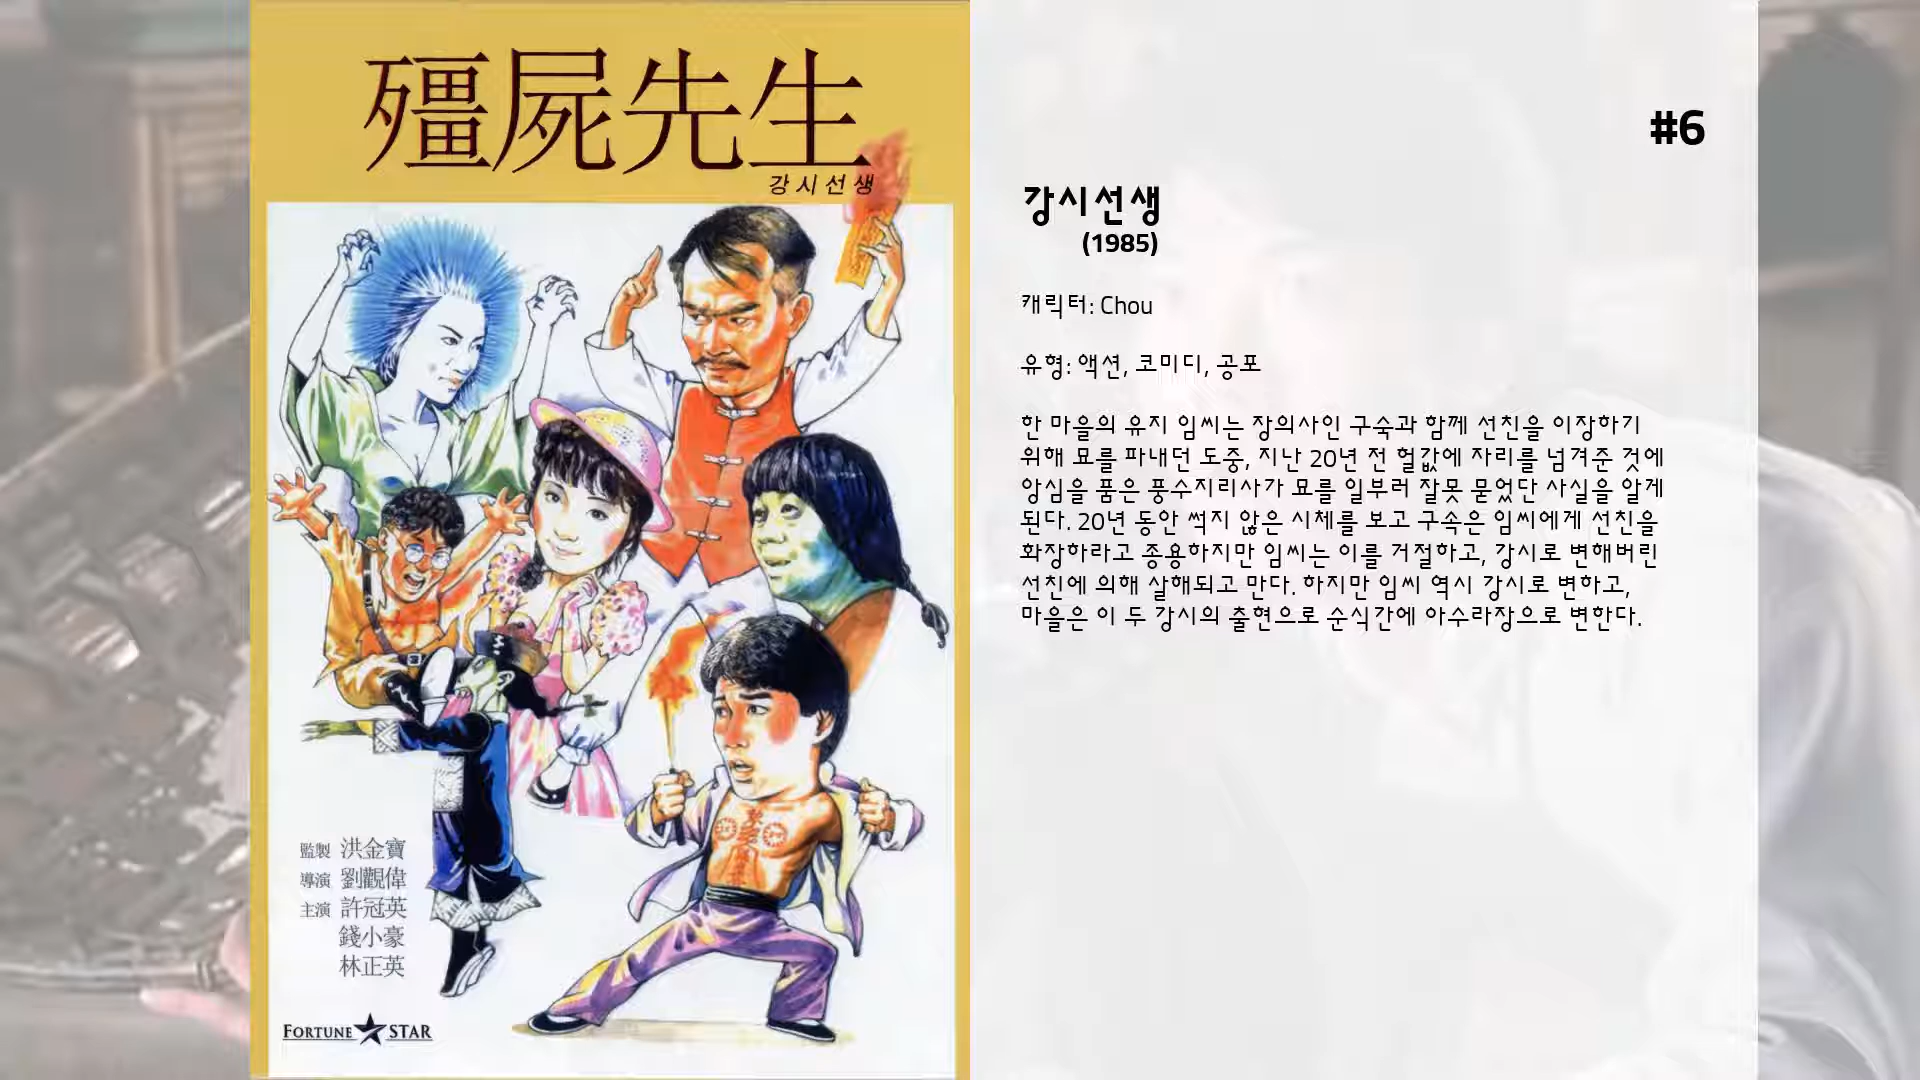 殭屍先生
강시선생
監製 洪金寶
導演 劉觀偉
主演 許冠英
錢小豪
林正英
FORTUNE STAR
#6
강시선생
(1985)
캐릭터: Chou
유형: 액션, 코미디, 공포
한 마을의 유지 임씨는 장의사인 구숙과 함께 선친을 이장하기
위해 묘를 파내던 도중, 지난 20년 전 헐값에 자리를 넘겨준 것에
앙심을 품은 풍수지리사가 묘를 일부러 잘못 묻었단 사실을 알게
된다. 20년 동안 썩지 않은 시체를 보고 구속은 임씨에게 선친을
화장하라고 종용하지만 임씨는 이를 거절하고, 강시로 변해버린
선친에 의해 살해되고 만다. 하지만 임씨 역시 강시로 변하고,
마을은 이 두 강시의 출현으로 순식간에 아수라장으로 변한다.